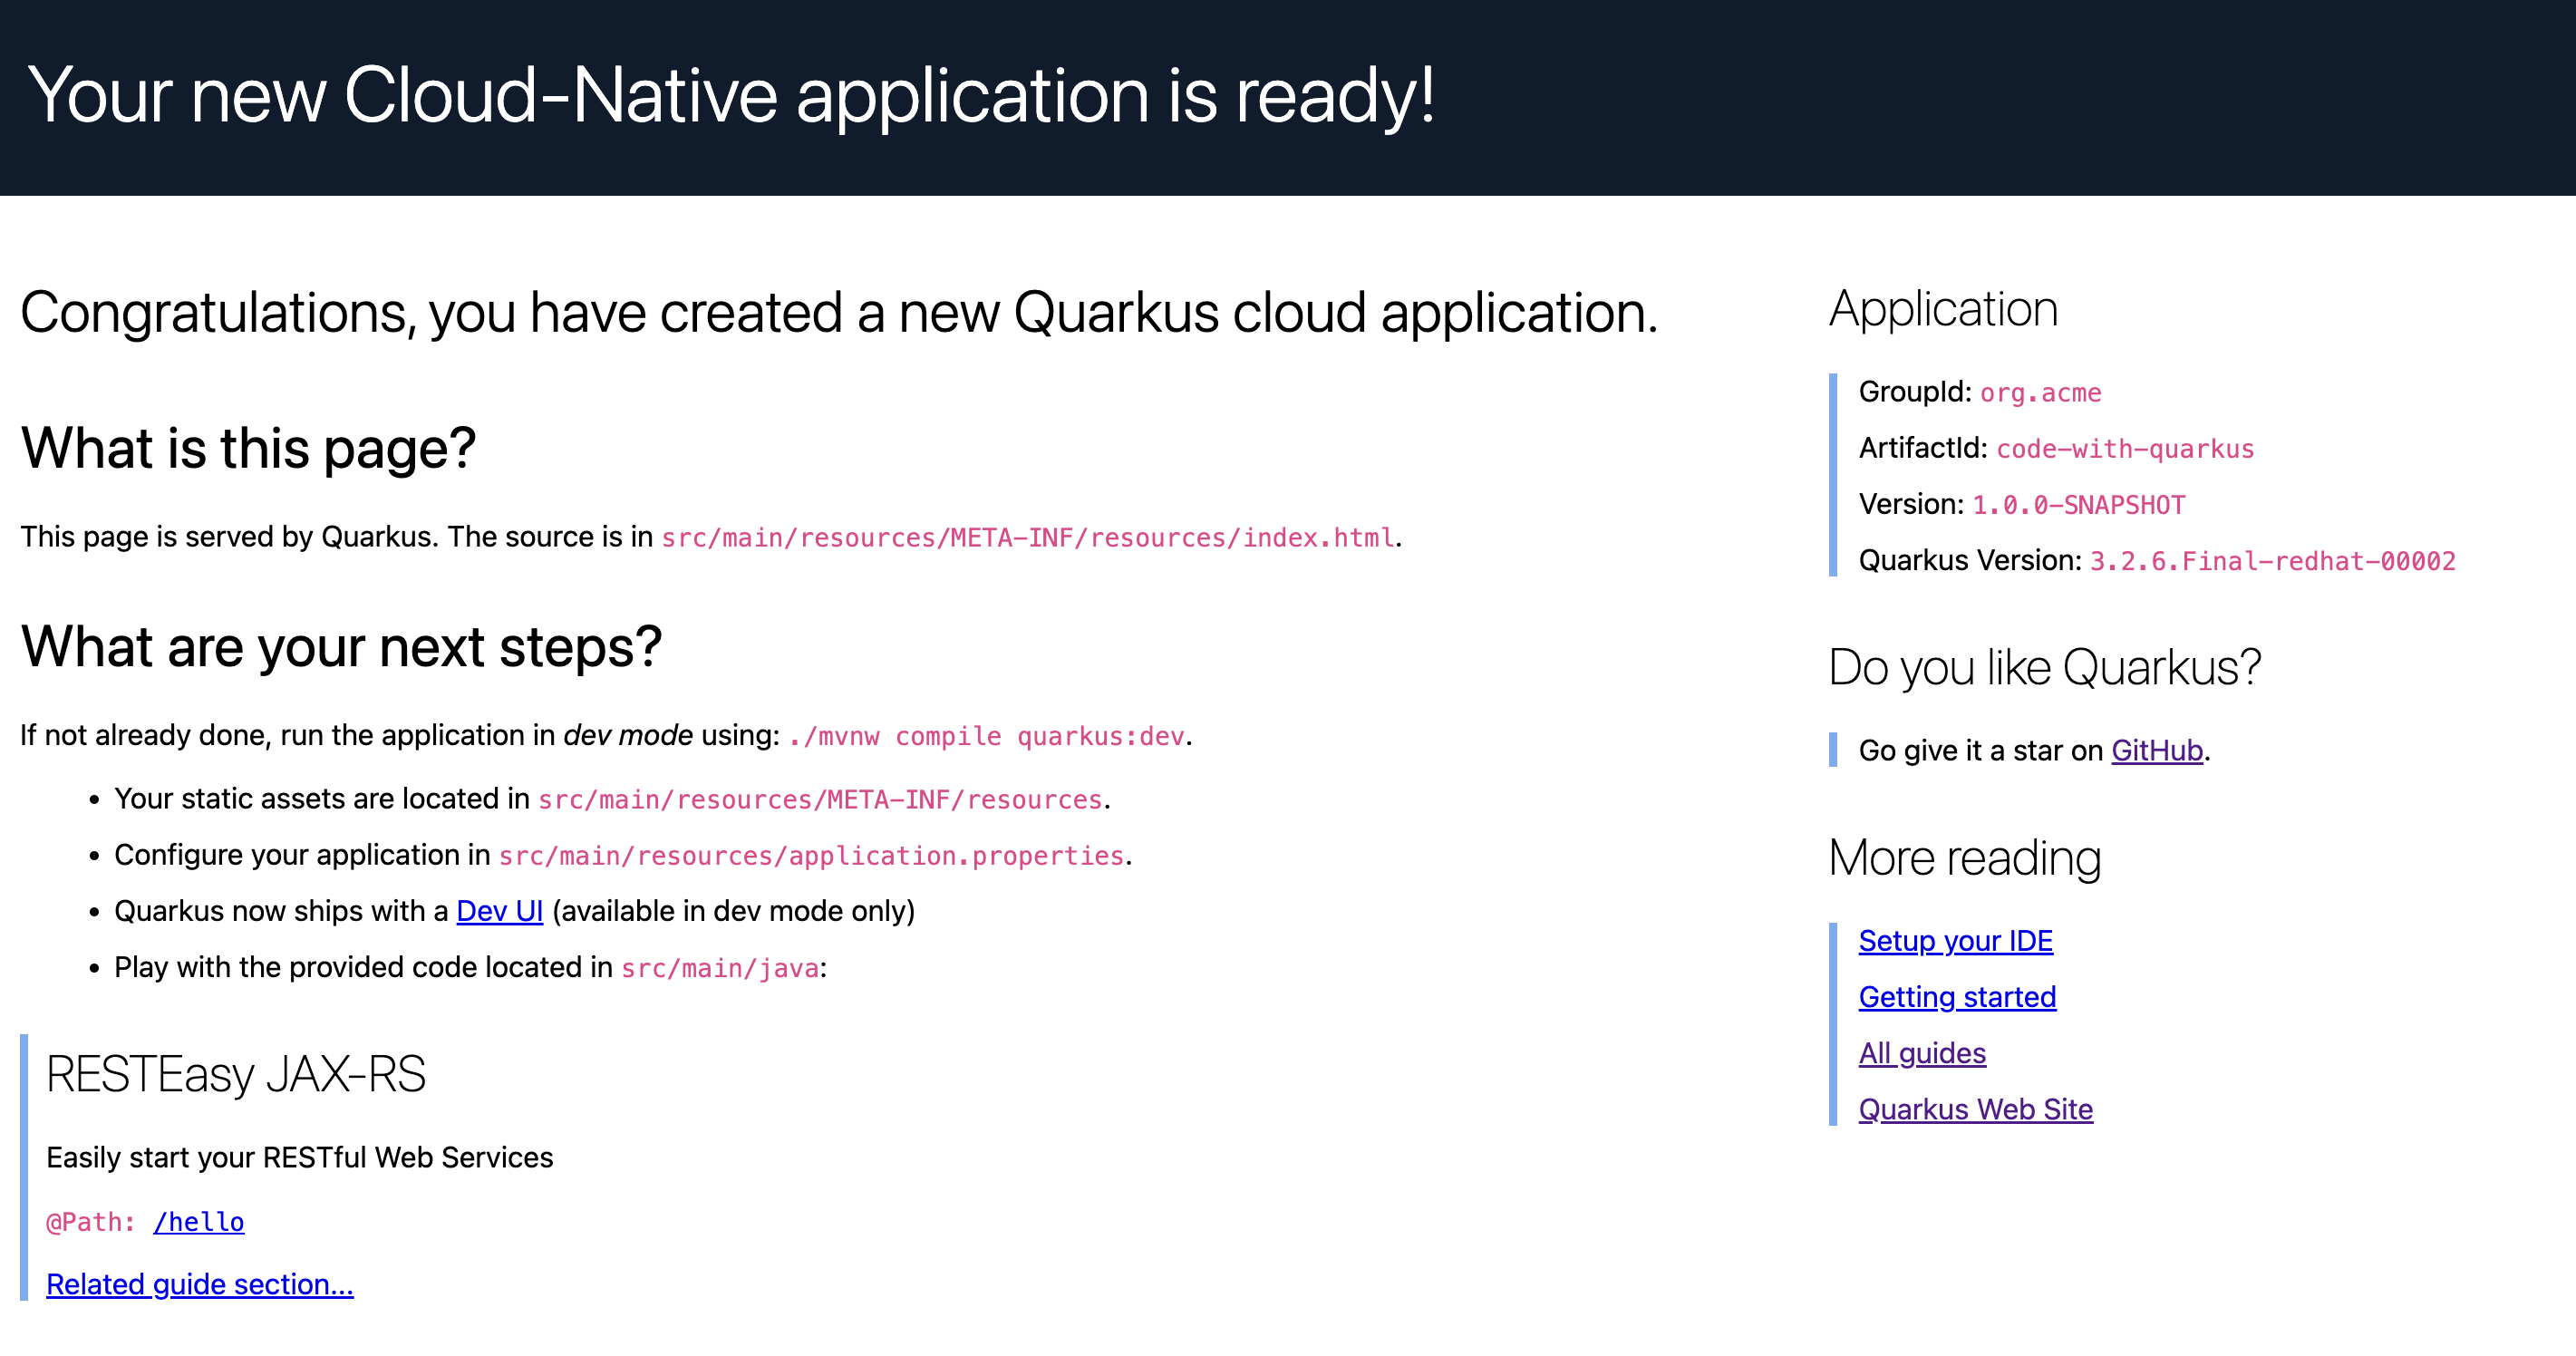 Your new Cloud-Native application is ready!
Congratulations, you have created a new Quarkus cloud application.
What is this page?
This page is served by Quarkus. The source is in src/main/resources/META-INF/resources/index.html.
What are your next steps?
If not already done, run the application in dev mode using: ./mvnw compile quarkus:dev.
• Your static assets are located in src/main/resources/META-INF/resources.
• Configure your application in src/main/resources/application.properties.
• Quarkus now ships with a Dev UI (available in dev mode only)
• Play with the provided code located in src/main/java:
RESTEasy JAX-RS
Easily start your RESTful Web Services
@Path: /hello
Related guide section...
Application
GroupId: org.acme
ArtifactId: code-with-quarkus
Version: 1.0.0-SNAPSHOT
Quarkus Version: 3.2.6.Final-redhat-00002
Do you like Quarkus?
Go give it a star on GitHub.
More reading
Setup your IDE
Getting started
All guides
Quarkus Web Site